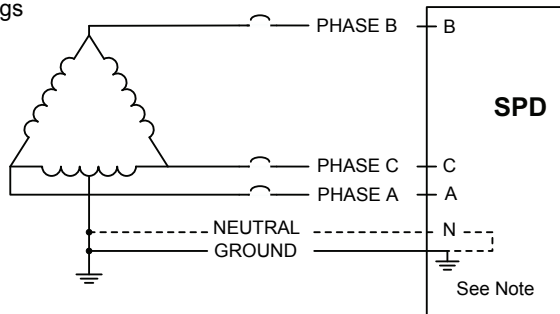 gs
PHASE B B
SPD
PHASE C C
PHASE A A
NEUTRAL N
GROUND
See Note